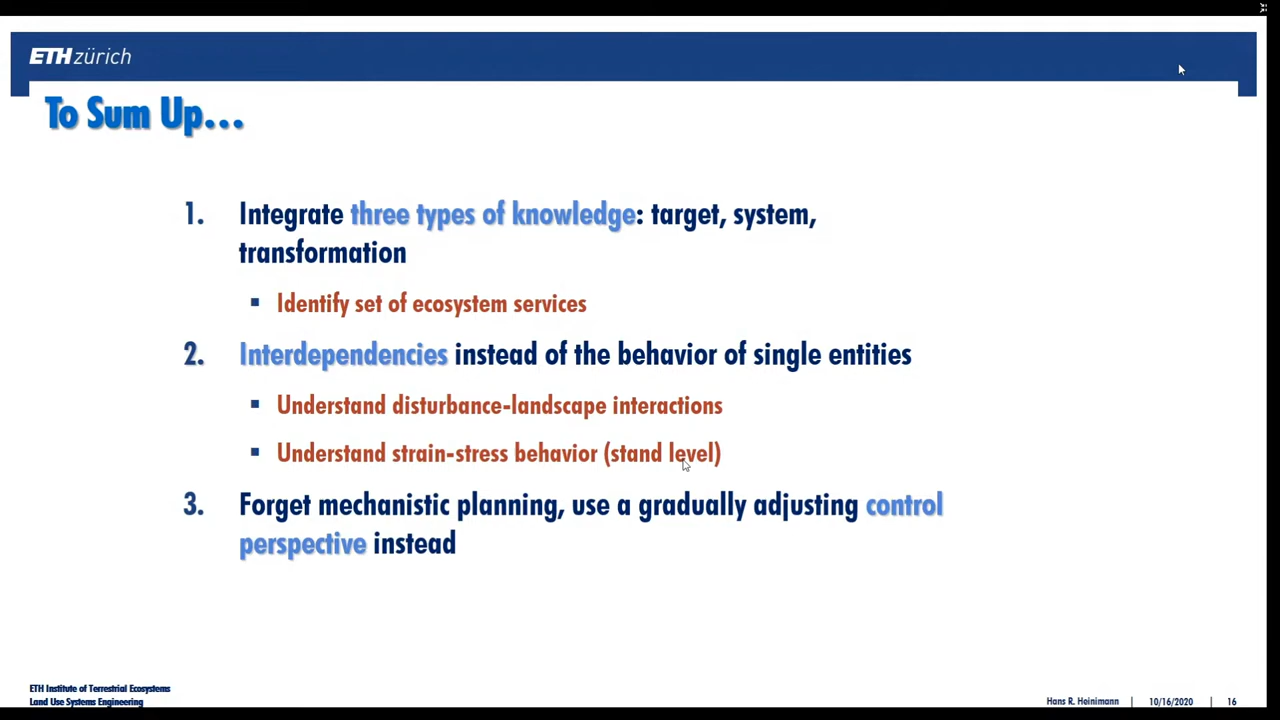 ETH zürich
To Sum Up...
1. Integrate three types of knowledge: target, system,
transformation
▪ Identify set of ecosystem services
2. Interdependencies instead of the behavior of single entities
▪ Understand disturbance-landscape interactions
▪ Understand strain-stress behavior (stand level)
3. Forget mechanistic planning, use a gradually adjusting control
perspective instead
ETH Institute of Terrestrial Ecosystems
Land Use Systems Engineering
Hans R. Heinimann | 10/16/2020 | 16